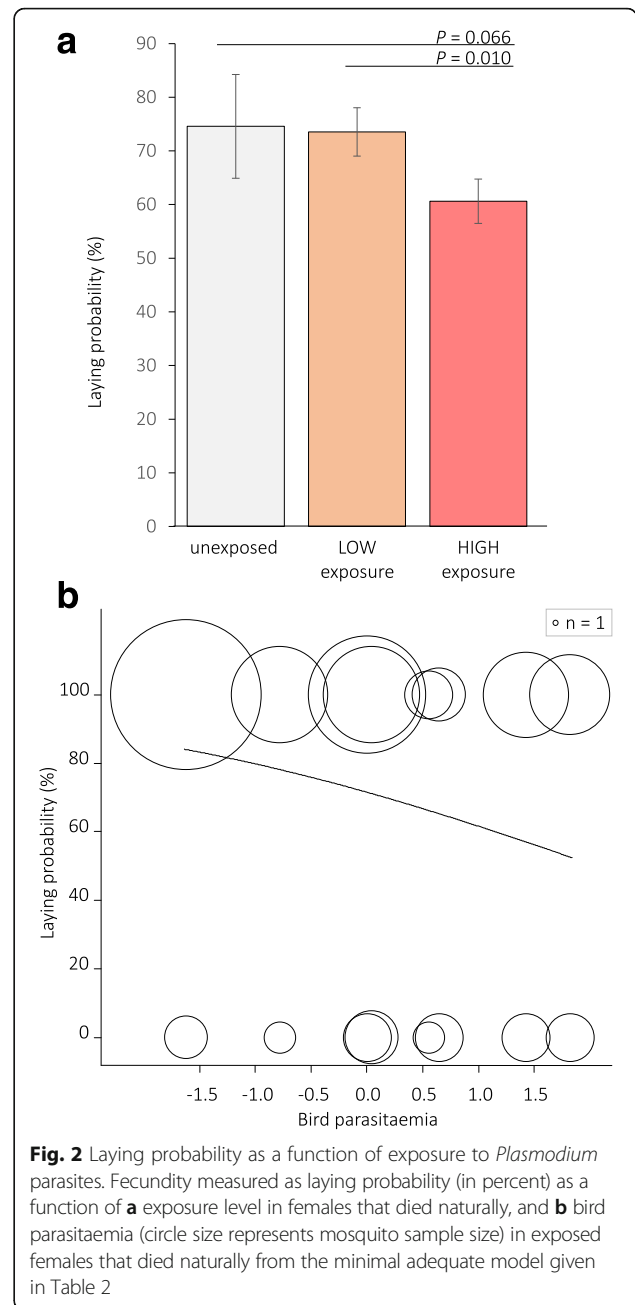 a
P = 0.066
P = 0.010
90
80
70
60
50
40
30
20
10
0
Laying probability (%)
unexposed
LOW
exposure
HIGH
exposure
b
n = 1
100
80
60
40
20
0
Laying probability (%)
-1.5 -1.0 -0.5 0.0 0.5 1.0 1.5
Bird parasitaemia
Fig. 2 Laying probability as a function of exposure to Plasmodium
parasites. Fecundity measured as laying probability (in percent) as a
function of a exposure level in females that died naturally, and b bird
parasitaemia (circle size represents mosquito sample size) in exposed
females that died naturally from the minimal adequate model given
in Table 2